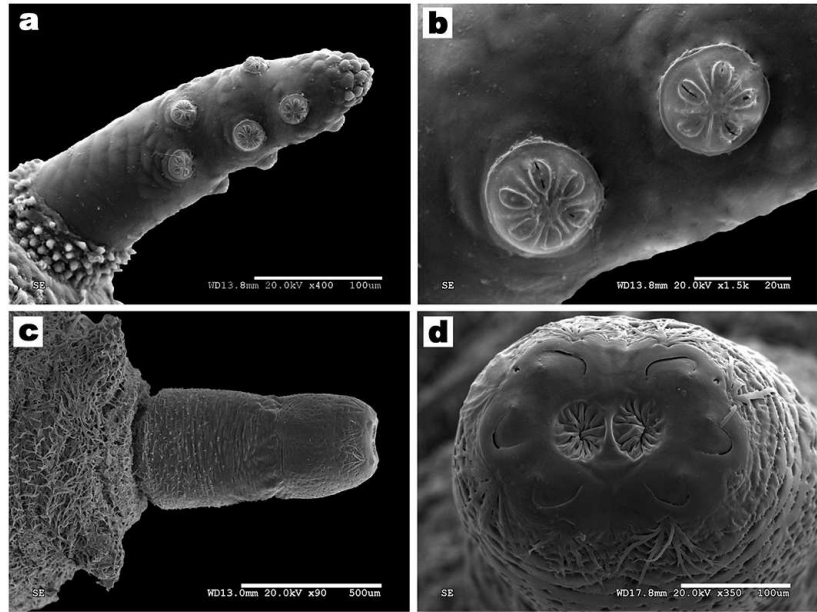 a
SE WD13.8mm 20.0kV x400 100um
b
SE WD13.8mm 20.0kV x1.5k 20um
c
SE WD13.0mm 20.0kV x90 500um
d
SE WD17.8mm 20.0kV x350 100um